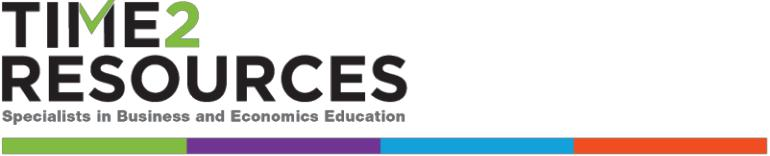 TIME2
RESOURCES
Specialists in Business and Economics Education